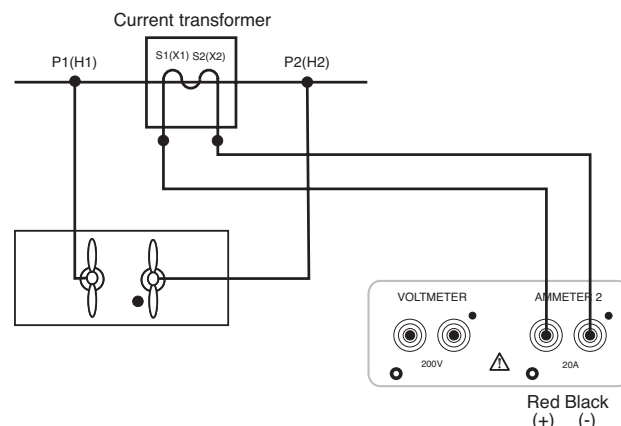 Current transformer
P1(H1)
S1(X1) S2(X2)
P2(H2)
VOLTMETER
AMMETER 2
200V
20A
Red Black
(+) (-)